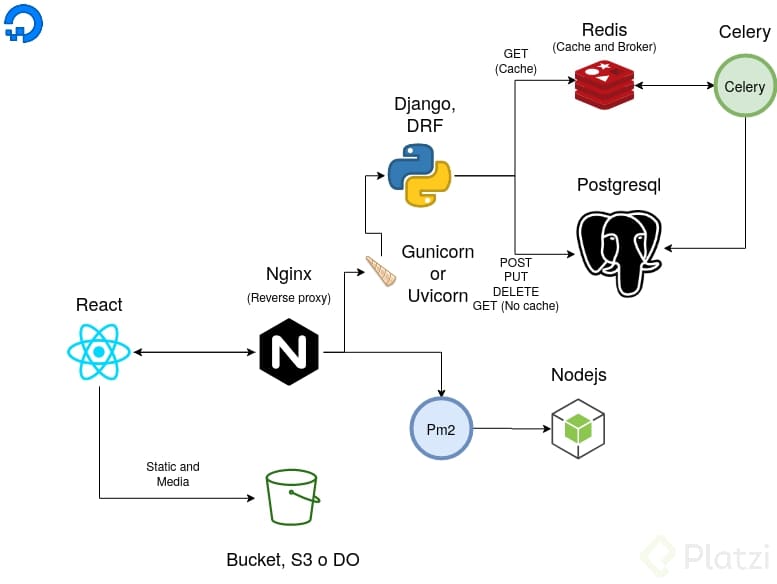 Redis
(Cache and Broker)
Celery
GET
(Cache)
Celery
Django,
DRF
Postgresql
Gunicorn
or
Uvicorn
POST
PUT
DELETE
GET (No cache)
Nginx
(Reverse proxy)
React
N
Nodejs
Pm2
Static and
Media
Bucket, S3 o DO
Platzi